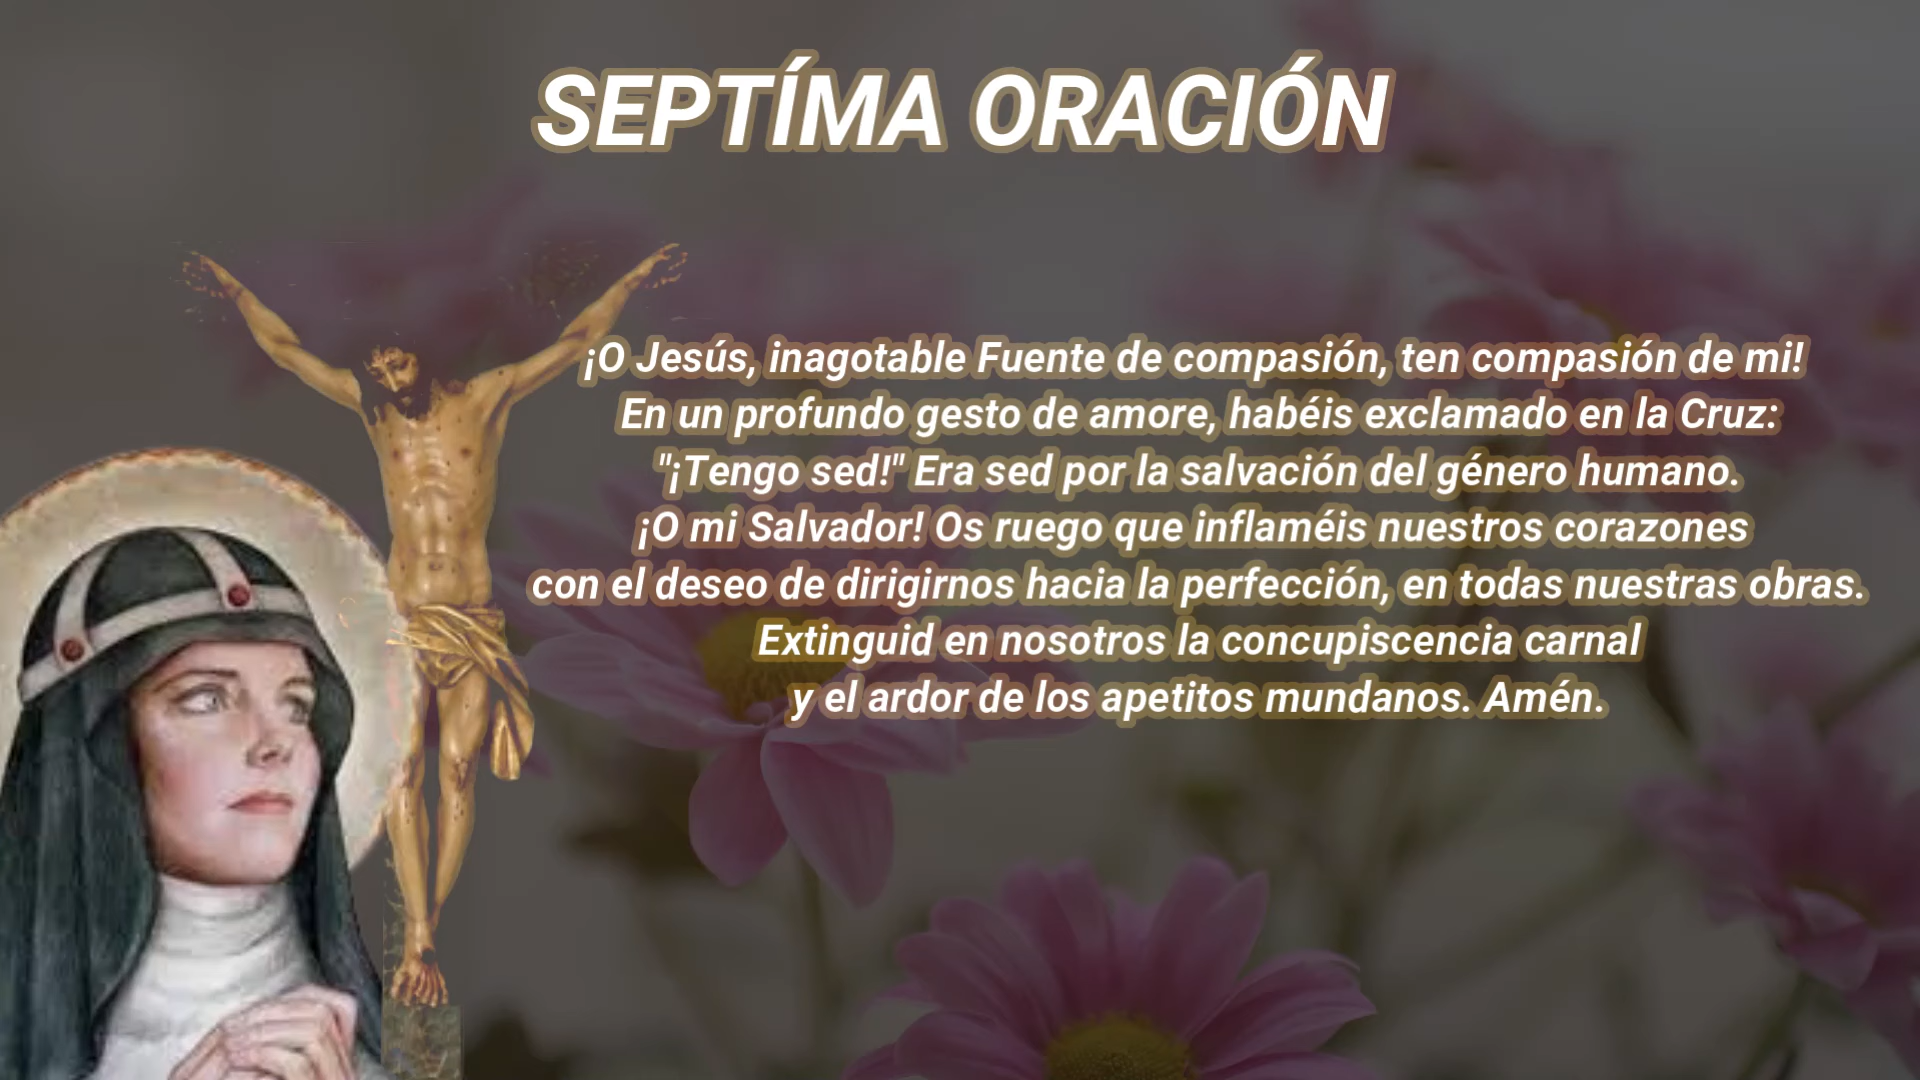 SEPTÍMA ORACIÓN
¡O Jesús, inagotable Fuente de compasión, ten compasión de mi!
En un profundo gesto de amore, habéis exclamado en la Cruz:
"¡Tengo sed!" Era sed por la salvación del género humano.
¡O mi Salvador! Os ruego que inflaméis nuestros corazones
con el deseo de dirigirnos hacia la perfección, en todas nuestras obras.
Extinguid en nosotros la concupiscencia carnal
y el ardor de los apetitos mundanos. Amén.